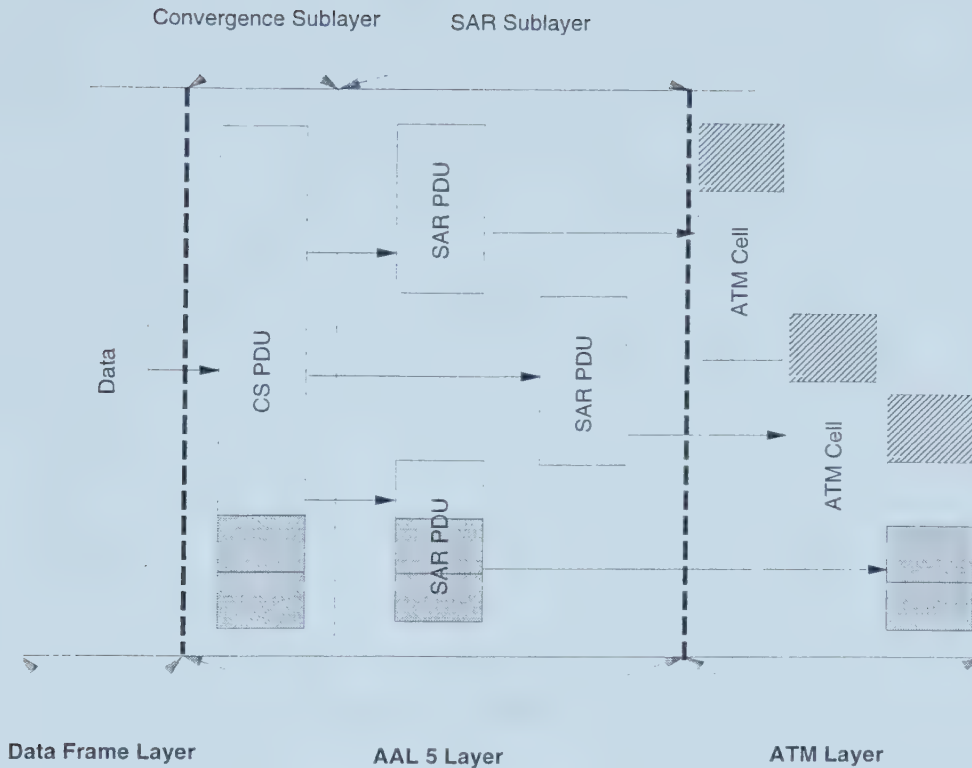 Convergence Sublayer
SAR Sublayer
SAR PDU
ATM Cell
Data
CS PDU
SAR PDU
ATM Cell
SAR PDU
Data Frame Layer
AAL 5 Layer
ATM Layer